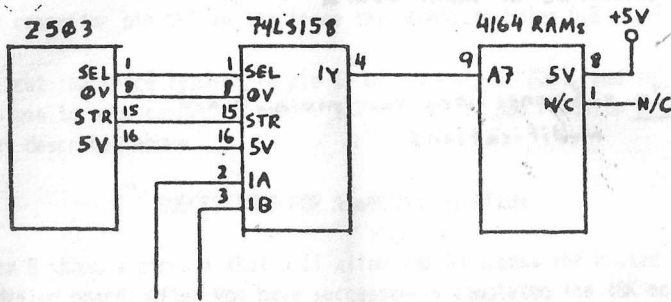 Z503 74LS158 4164 RAMs +5V
SEL 1 1 SEL 1Y 4 9 A7 5V 8
0V 8 8 0V N/C 1 N/C
STR 15 15 STR
5V 16 16 5V
2 1A
3 1B